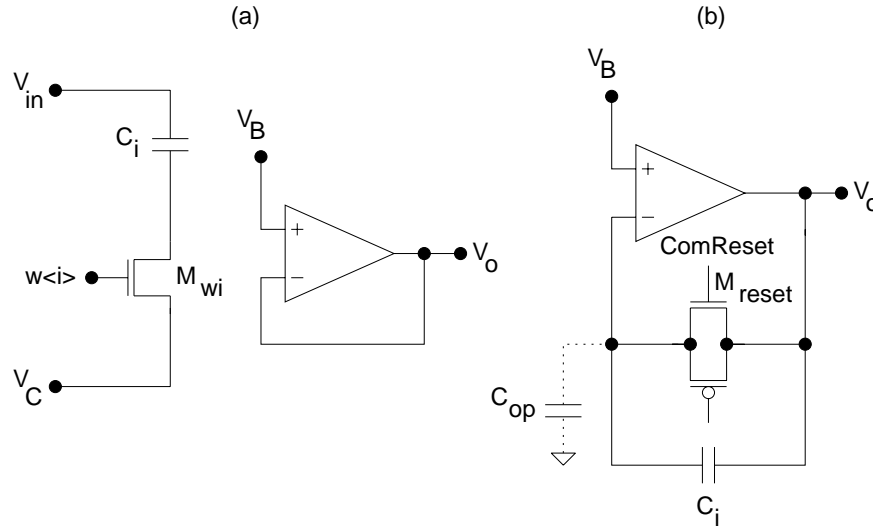 (a)
(b)
V_in
C_i
w<i>
M_wi
V_C
V_B
+
−
V_o
V_B
+
−
V_o
ComReset
M_reset
C_op
C_i